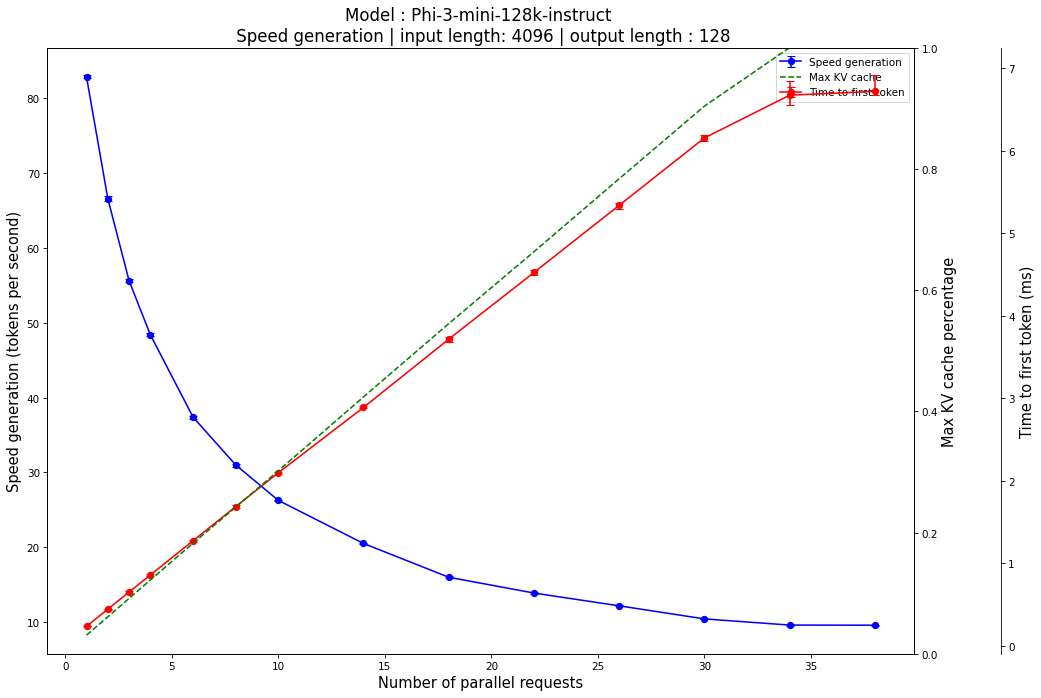 Model : Phi-3-mini-128k-instruct
Speed generation | input length: 4096 | output length : 128
Speed generation
Max KV cache
Time to first token
Speed generation (tokens per second)
80
70
60
50
40
30
20
10
1.0
0.8
0.6
0.4
0.2
0.0
Max KV cache percentage
7
6
5
4
3
2
1
0
Time to first token (ms)
0 5 10 15 20 25 30 35
Number of parallel requests